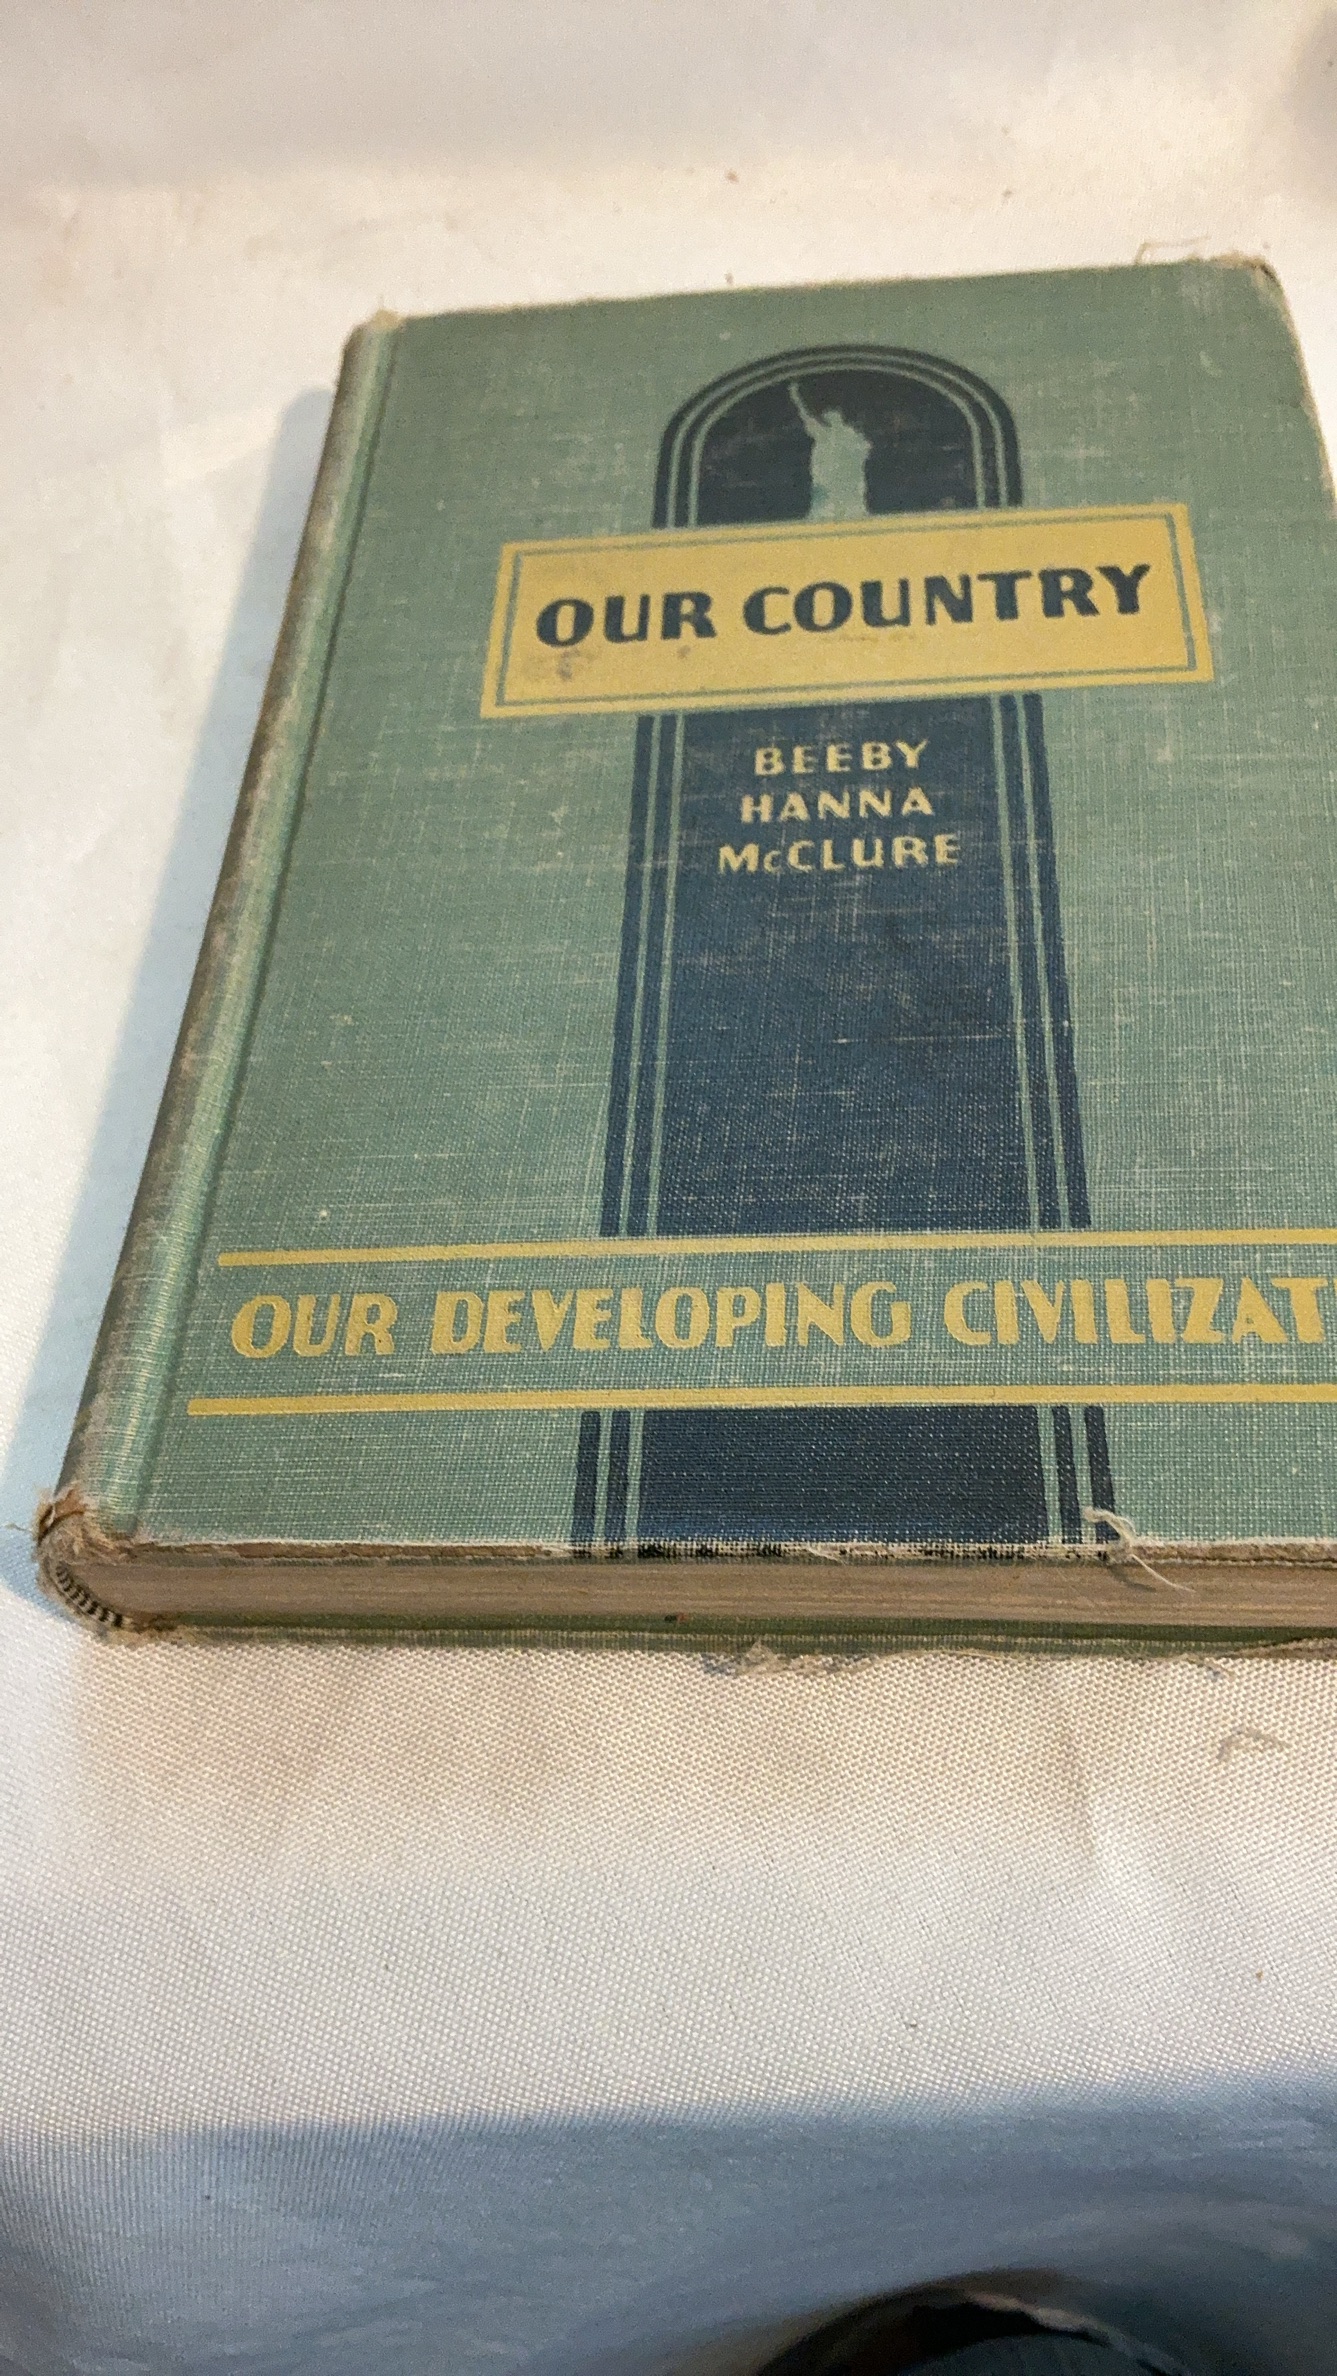 OUR COUNTRY
BEEBY
HANNA
McCLURE
OUR DEVELOPING CIVILIZAT